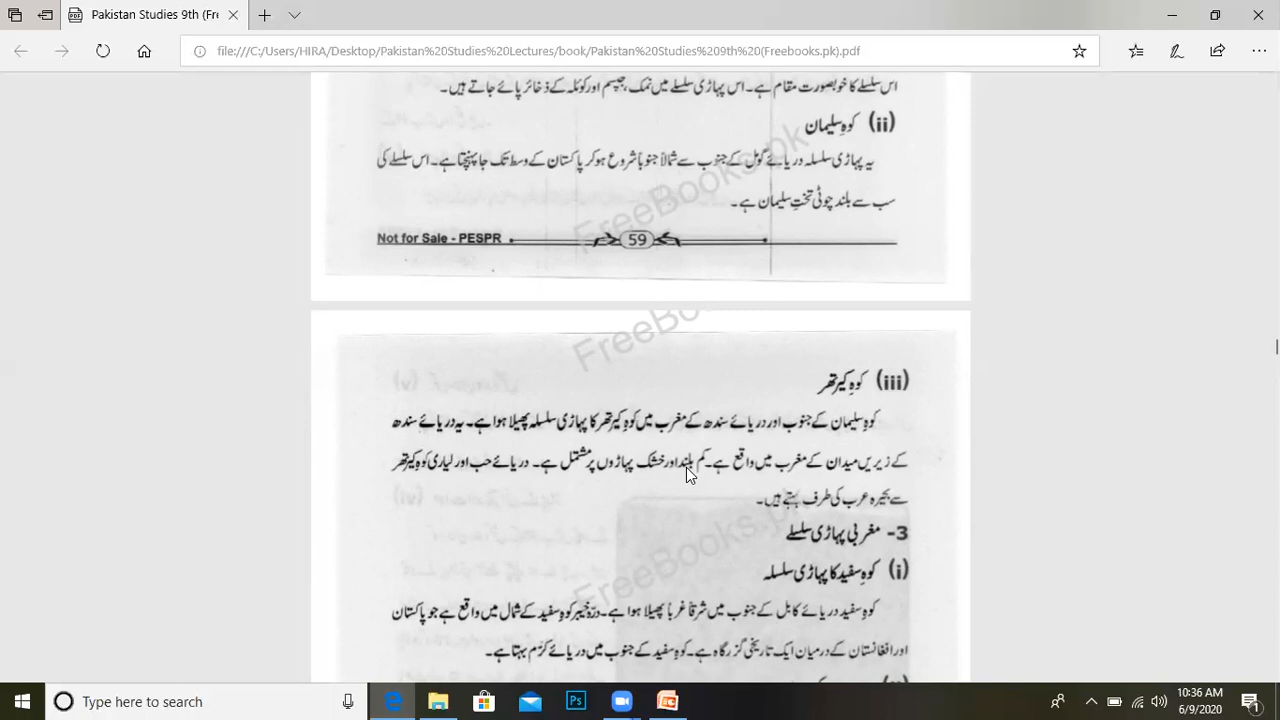 Pakistan Studies 9th (Fre
file:///C:/Users/HIRA/Desktop/Pakistan%20Studies%20Lectures/book/Pakistan%20Studies%209th%20(Freebooks.pk).pdf
اس سلسلے کا خوبصورت مقام ہے۔ اس پہاڑی سلسلے میں نمک، جپسم اور کوئلہ کے ذخائر پائے جاتے ہیں۔
(ii) کوہِ سلیمان
یہ پہاڑی سلسلہ دریائے گومل کے جنوب سے شمالاً جنوباً شروع ہو کر پاکستان کے وسط تک جا پہنچتا ہے۔ اس سلسلے کی
سب سے بلند چوٹی تختِ سلیمان ہے۔
Not for Sale - PESPR
59
FreeBooks.pk
FreeBo
(iii) کوہِ کیرتھر
کوہِ سلیمان کے جنوب اور دریائے سندھ کے مغرب میں کوہِ کیرتھر کا پہاڑی سلسلہ پھیلا ہوا ہے۔ یہ دریائے سندھ
کے زیریں میدان کے مغرب میں واقع ہے۔ کم بلند اور خشک پہاڑوں پر مشتمل ہے۔ دریائے حب اور لیاری کوہِ کیرتھر
سے بحیرہ عرب کی طرف بہتے ہیں۔
3- مغربی پہاڑی سلسلے
(i) کوہِ سفید کا پہاڑی سلسلہ
کوہِ سفید دریائے کابل کے جنوب میں شرقاً غرباً پھیلا ہوا ہے۔ درّہ خیبر کوہِ سفید کے شمال میں واقع ہے جو پاکستان
اور افغانستان کے درمیان ایک تاریخی گزرگاہ ہے۔ کوہِ سفید کے جنوب میں دریائے کرّم بہتا ہے۔
FreeBooks.pk
Type here to search
Ps
10:36 AM
6/9/2020